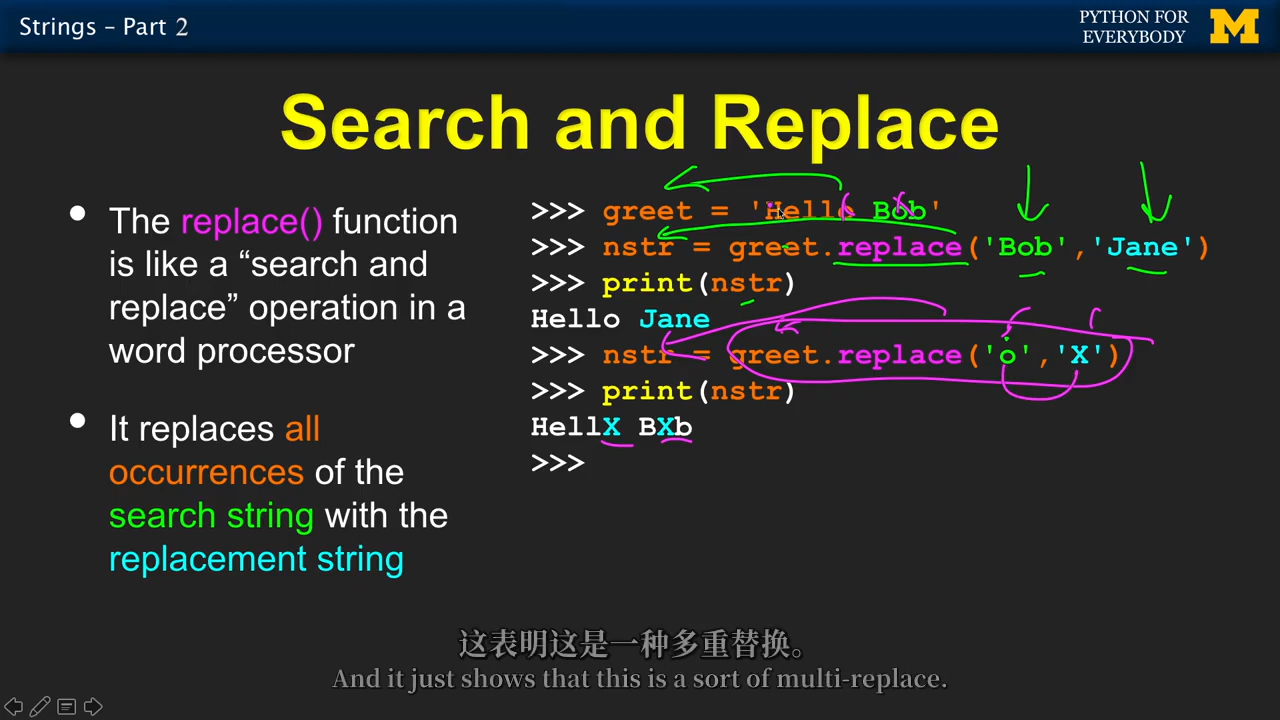 Strings – Part 2
PYTHON FOR
EVERYBODY
M
Search and Replace
• The replace() function
is like a “search and
replace” operation in a
word processor
• It replaces all
occurrences of the
search string with the
replacement string
>>> greet = 'Hello Bob'
>>> nstr = greet.replace('Bob','Jane')
>>> print(nstr)
Hello Jane
>>> nstr = greet.replace('o','X')
>>> print(nstr)
HellX BXb
>>>
这表明这是一种多重替换。
And it just shows that this is a sort of multi-replace.